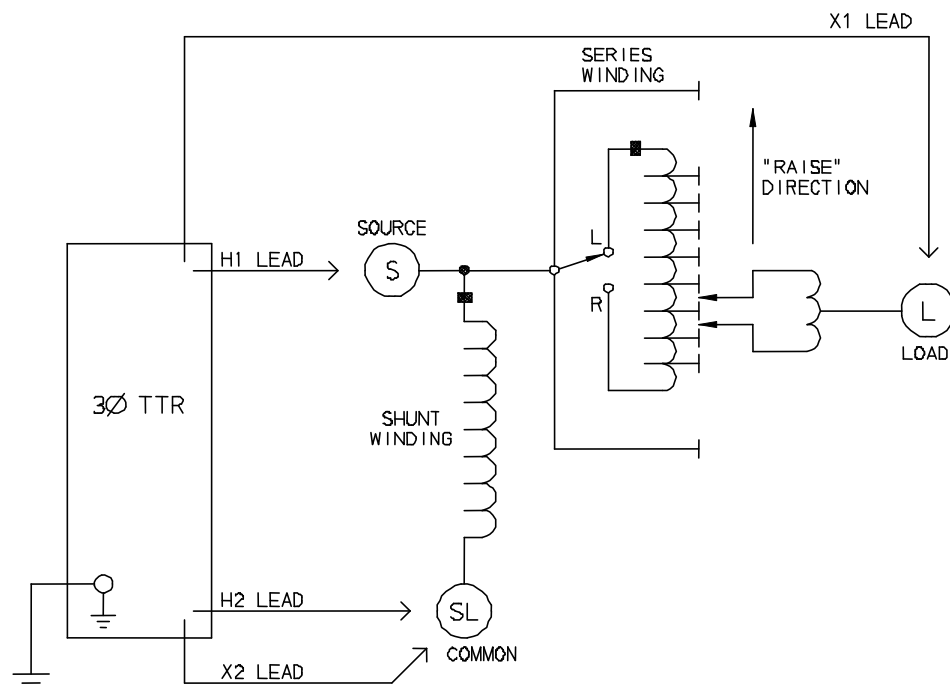 X1 LEAD
SERIES
WINDING
"RAISE"
DIRECTION
SOURCE
H1 LEAD
S
L
R
L
LOAD
3Ø TTR
SHUNT
WINDING
H2 LEAD
SL
COMMON
X2 LEAD